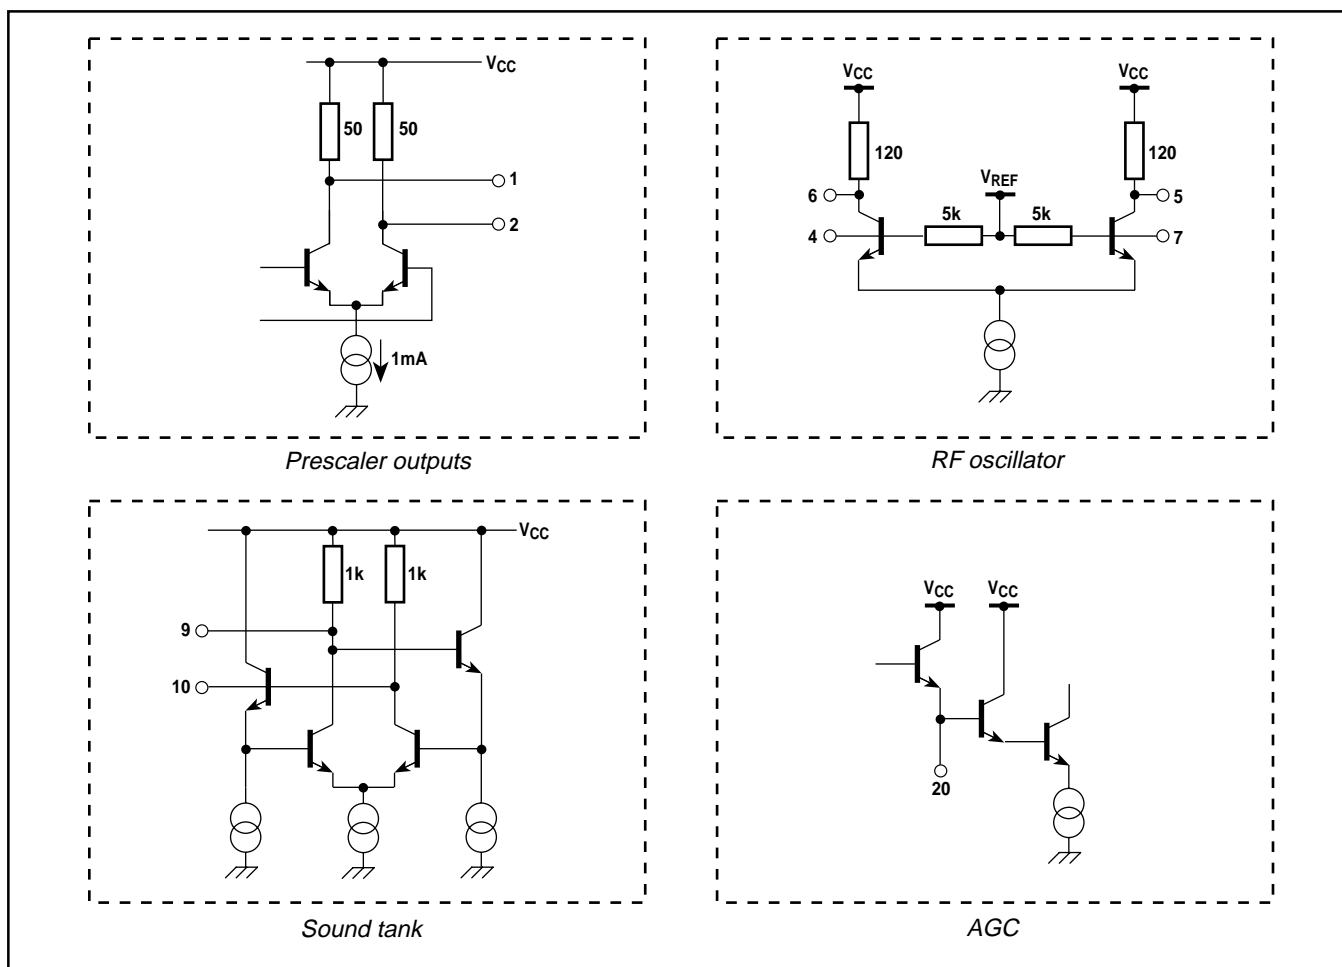 VCC
50
50
1
2
1mA
Prescaler outputs
VCC
VCC
120
120
6
VREF
5
4
5k
5k
7
RF oscillator
VCC
1k
1k
9
10
Sound tank
VCC
VCC
20
AGC